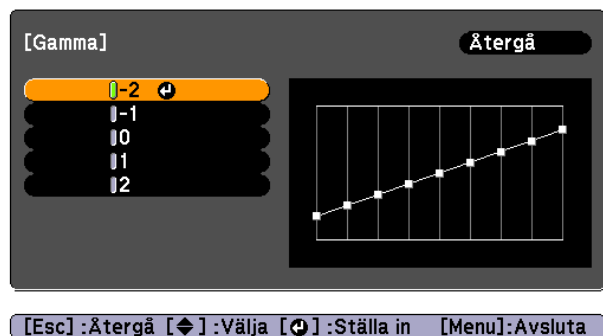 [Gamma] Återgå
-2
-1
0
1
2
[Esc] :Återgå [◆] :Välja [↵] :Ställa in [Menu]:Avsluta